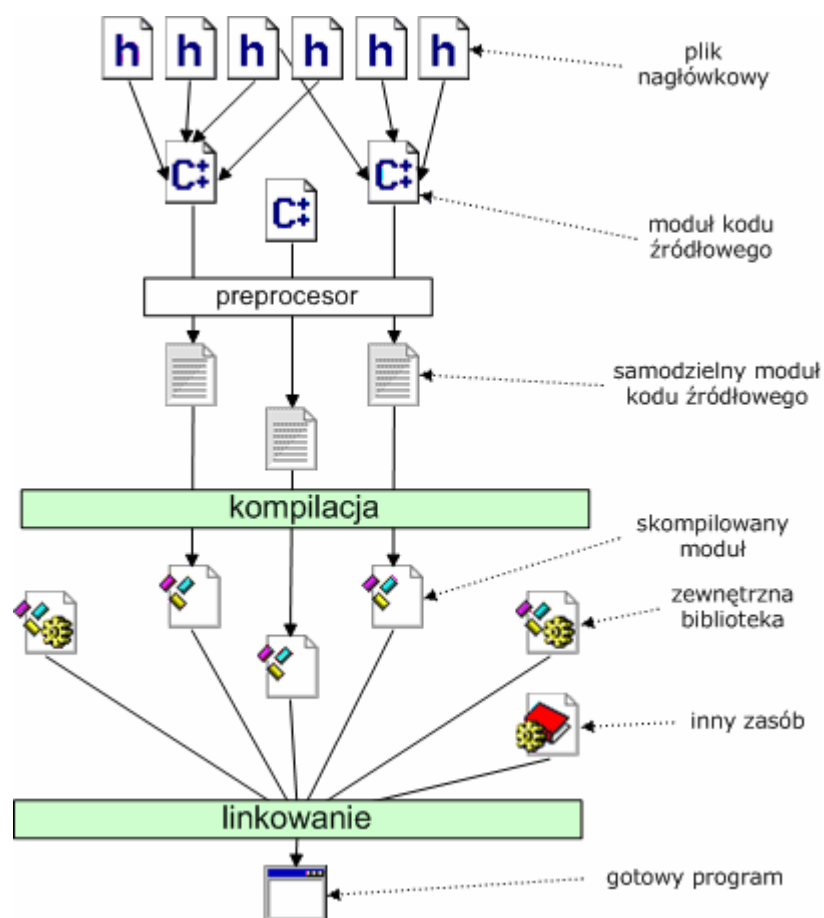 h h h h h h
plik
nagłówkowy
C++ C++
C++
moduł kodu
źródłowego
preprocesor
samodzielny moduł
kodu źródłowego
kompilacja
skompilowany
moduł
zewnętrzna
biblioteka
inny zasób
linkowanie
gotowy program